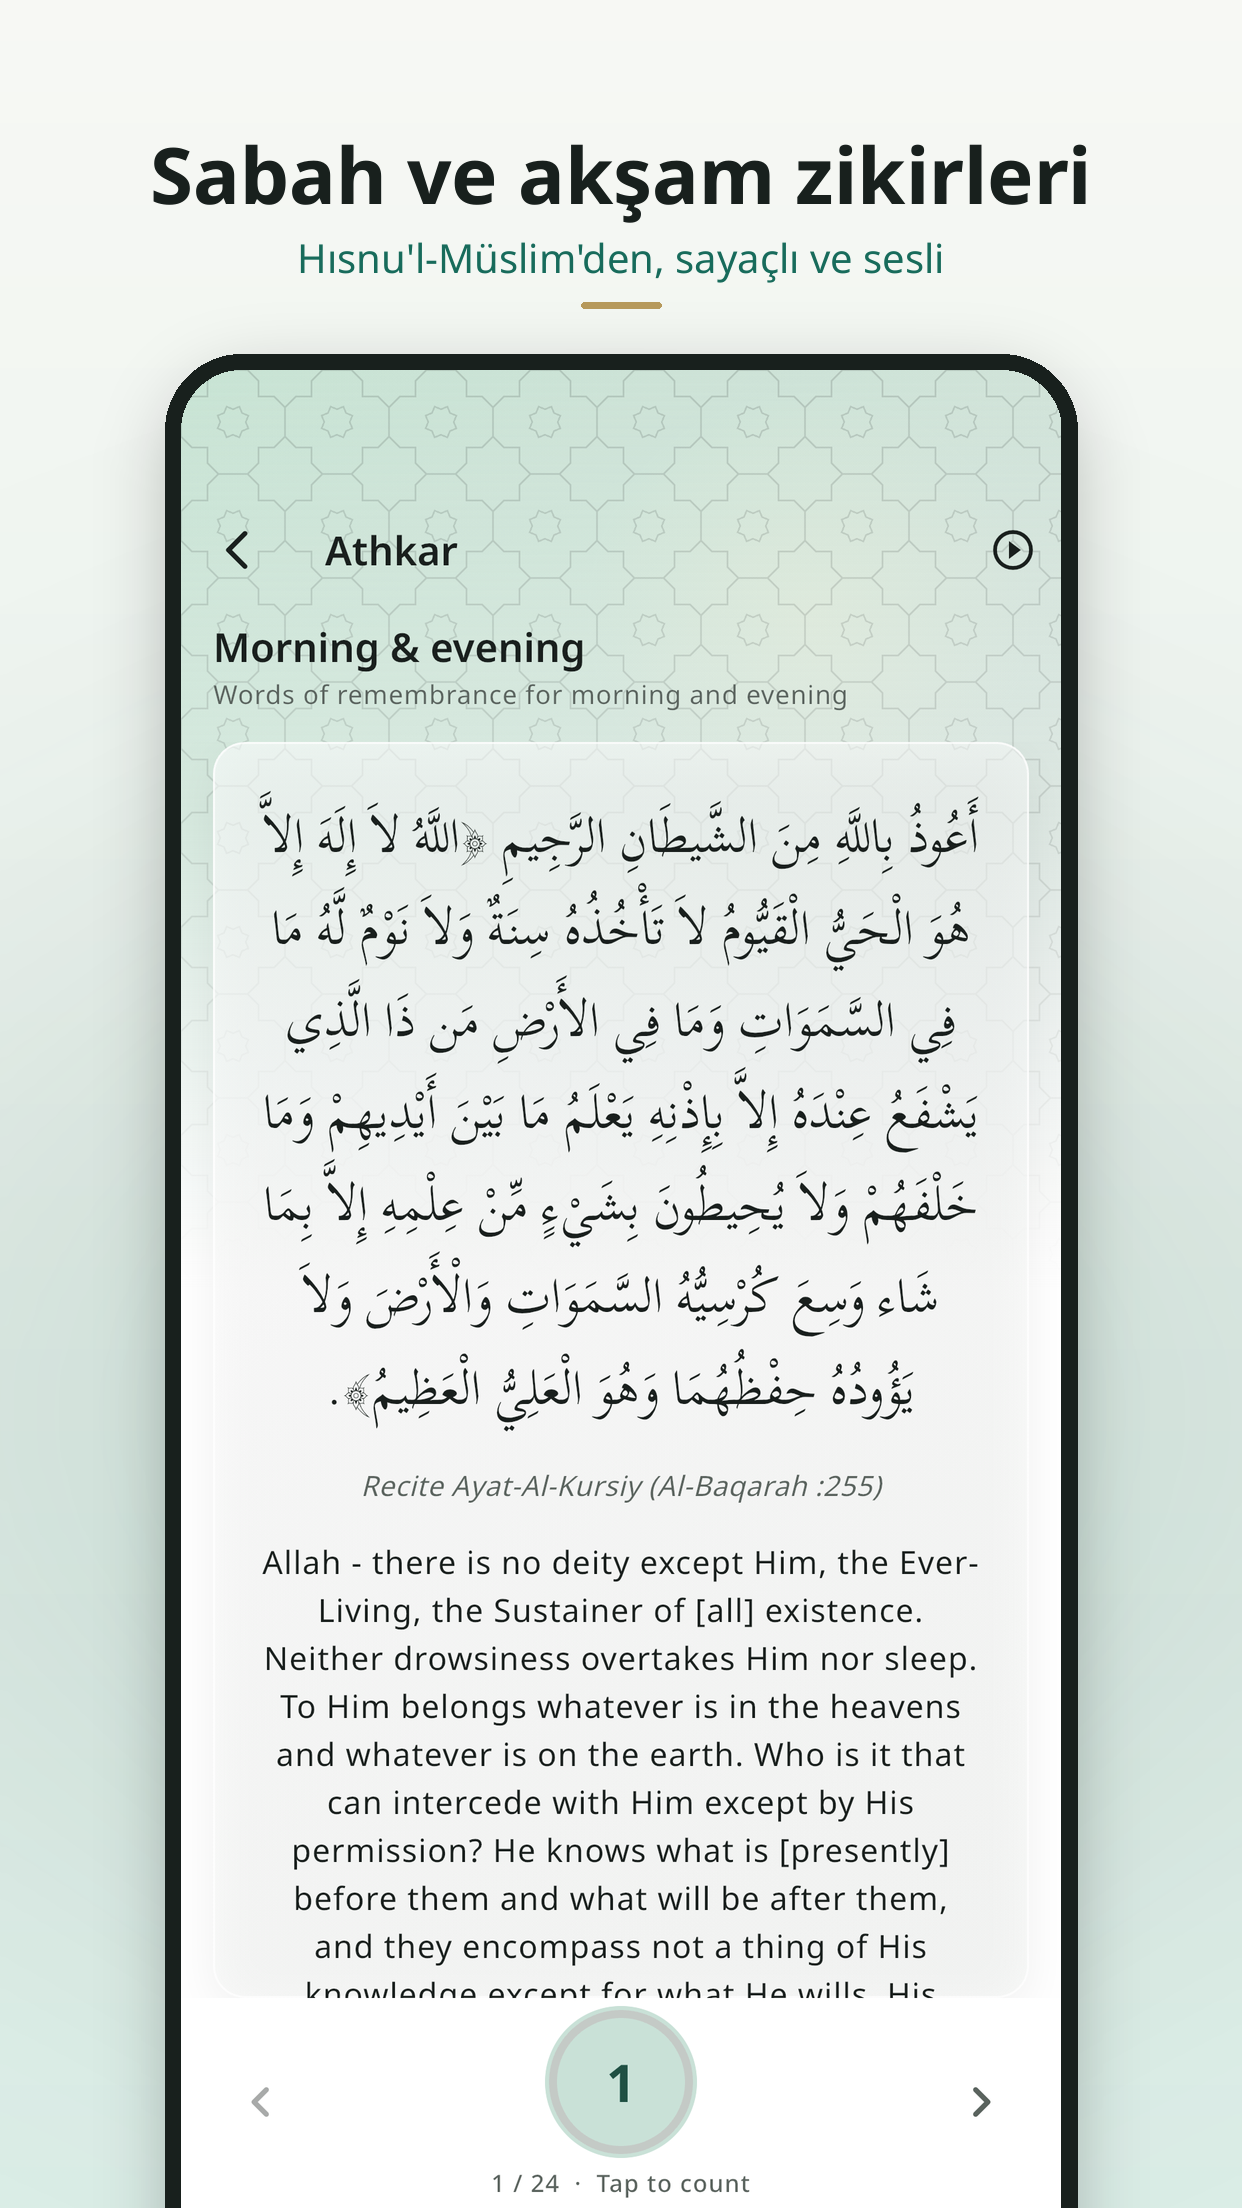 Sabah ve akşam zikirleri
Hısnu'l-Müslim'den, sayaçlı ve sesli
Athkar
Morning & evening
Words of remembrance for morning and evening
أَعُوذُ بِاللَّهِ مِنَ الشَّيطَانِ الرَّجِيمِ ﴿اللَّهُ لاَ إِلَهَ إِلاَّ
هُوَ الْحَيُّ الْقَيُّومُ لاَ تَأْخُذُهُ سِنَةٌ وَلاَ نَوْمٌ لَّهُ مَا
فِي السَّمَوَاتِ وَمَا فِي الأَرْضِ مَن ذَا الَّذِي
يَشْفَعُ عِنْدَهُ إِلاَّ بِإِذْنِهِ يَعْلَمُ مَا بَيْنَ أَيْدِيهِمْ وَمَا
خَلْفَهُمْ وَلاَ يُحِيطُونَ بِشَيْءٍ مِّنْ عِلْمِهِ إِلاَّ بِمَا
شَاء وَسِعَ كُرْسِيُّهُ السَّمَوَاتِ وَالْأَرْضَ وَلاَ
يَؤُودُهُ حِفْظُهُمَا وَهُوَ الْعَلِيُّ الْعَظِيمُ﴾.
Recite Ayat-Al-Kursiy (Al-Baqarah :255)
Allah - there is no deity except Him, the Ever-
Living, the Sustainer of [all] existence.
Neither drowsiness overtakes Him nor sleep.
To Him belongs whatever is in the heavens
and whatever is on the earth. Who is it that
can intercede with Him except by His
permission? He knows what is [presently]
before them and what will be after them,
and they encompass not a thing of His
knowledge except for what He wills. His
1
1 / 24 · Tap to count